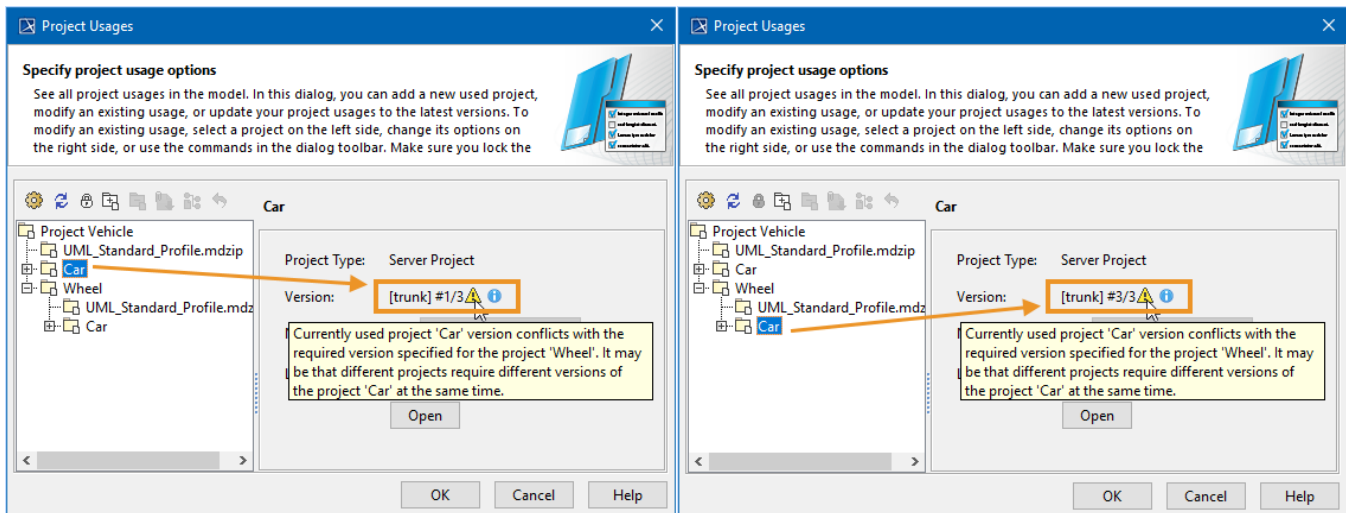 Project Usages
Specify project usage options
See all project usages in the model. In this dialog, you can add a new used project,
modify an existing usage, or update your project usages to the latest versions. To
modify an existing usage, select a project on the left side, change its options on
the right side, or use the commands in the dialog toolbar. Make sure you lock the
Car
Project Vehicle
UML_Standard_Profile.mdzip
Car
Wheel
UML_Standard_Profile.mdz
Car
Project Type: Server Project
Version: [trunk] #1/3
Currently used project 'Car' version conflicts with the
required version specified for the project 'Wheel'. It may
be that different projects require different versions of
the project 'Car' at the same time.
Open
OK Cancel Help
Project Usages
Specify project usage options
See all project usages in the model. In this dialog, you can add a new used project,
modify an existing usage, or update your project usages to the latest versions. To
modify an existing usage, select a project on the left side, change its options on
the right side, or use the commands in the dialog toolbar. Make sure you lock the
Car
Project Vehicle
UML_Standard_Profile.mdzip
Car
Wheel
UML_Standard_Profile.mdz
Car
Project Type: Server Project
Version: [trunk] #3/3
Currently used project 'Car' version conflicts with the
required version specified for the project 'Wheel'. It may
be that different projects require different versions of
the project 'Car' at the same time.
Open
OK Cancel Help